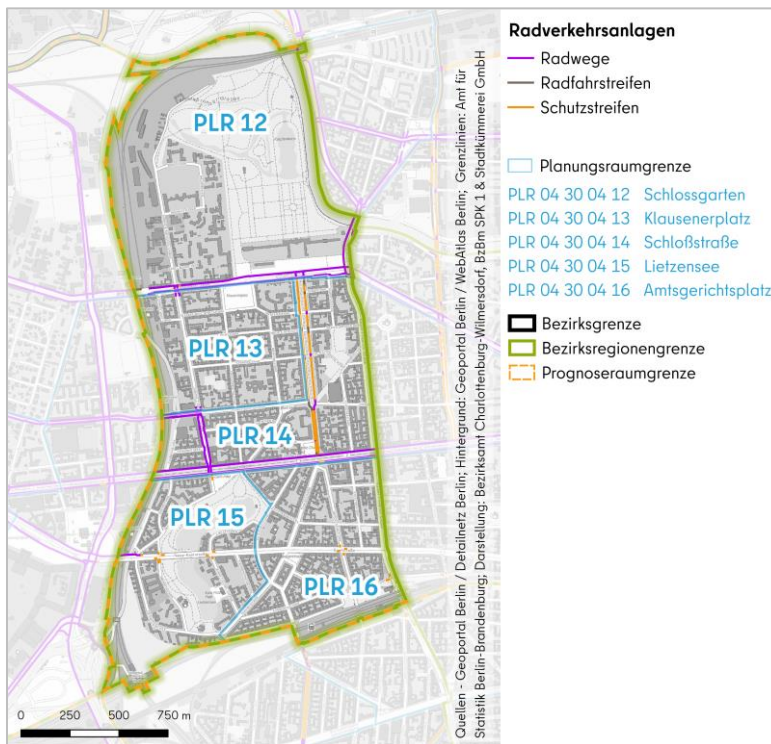 PLR 12
PLR 13
PLR 14
PLR 15
PLR 16
0 250 500 750 m
Quellen - Geoportal Berlin / Detailnetz Berlin; Hintergrund: Geoportal Berlin / WebAtlas Berlin; Grenzlinien: Amt für
Statistik Berlin-Brandenburg; Darstellung: Bezirksamt Charlottenburg-Wilmersdorf, BzBm SPK 1 & Stadtkümmerei GmbH
Radverkehrsanlagen
Radwege
Radfahrstreifen
Schutzstreifen
Planungsraumgrenze
PLR 04 30 04 12 Schlossgarten
PLR 04 30 04 13 Klausenerplatz
PLR 04 30 04 14 Schloßstraße
PLR 04 30 04 15 Lietzensee
PLR 04 30 04 16 Amtsgerichtsplatz
Bezirksgrenze
Bezirksregionengrenze
Prognoseraumgrenze